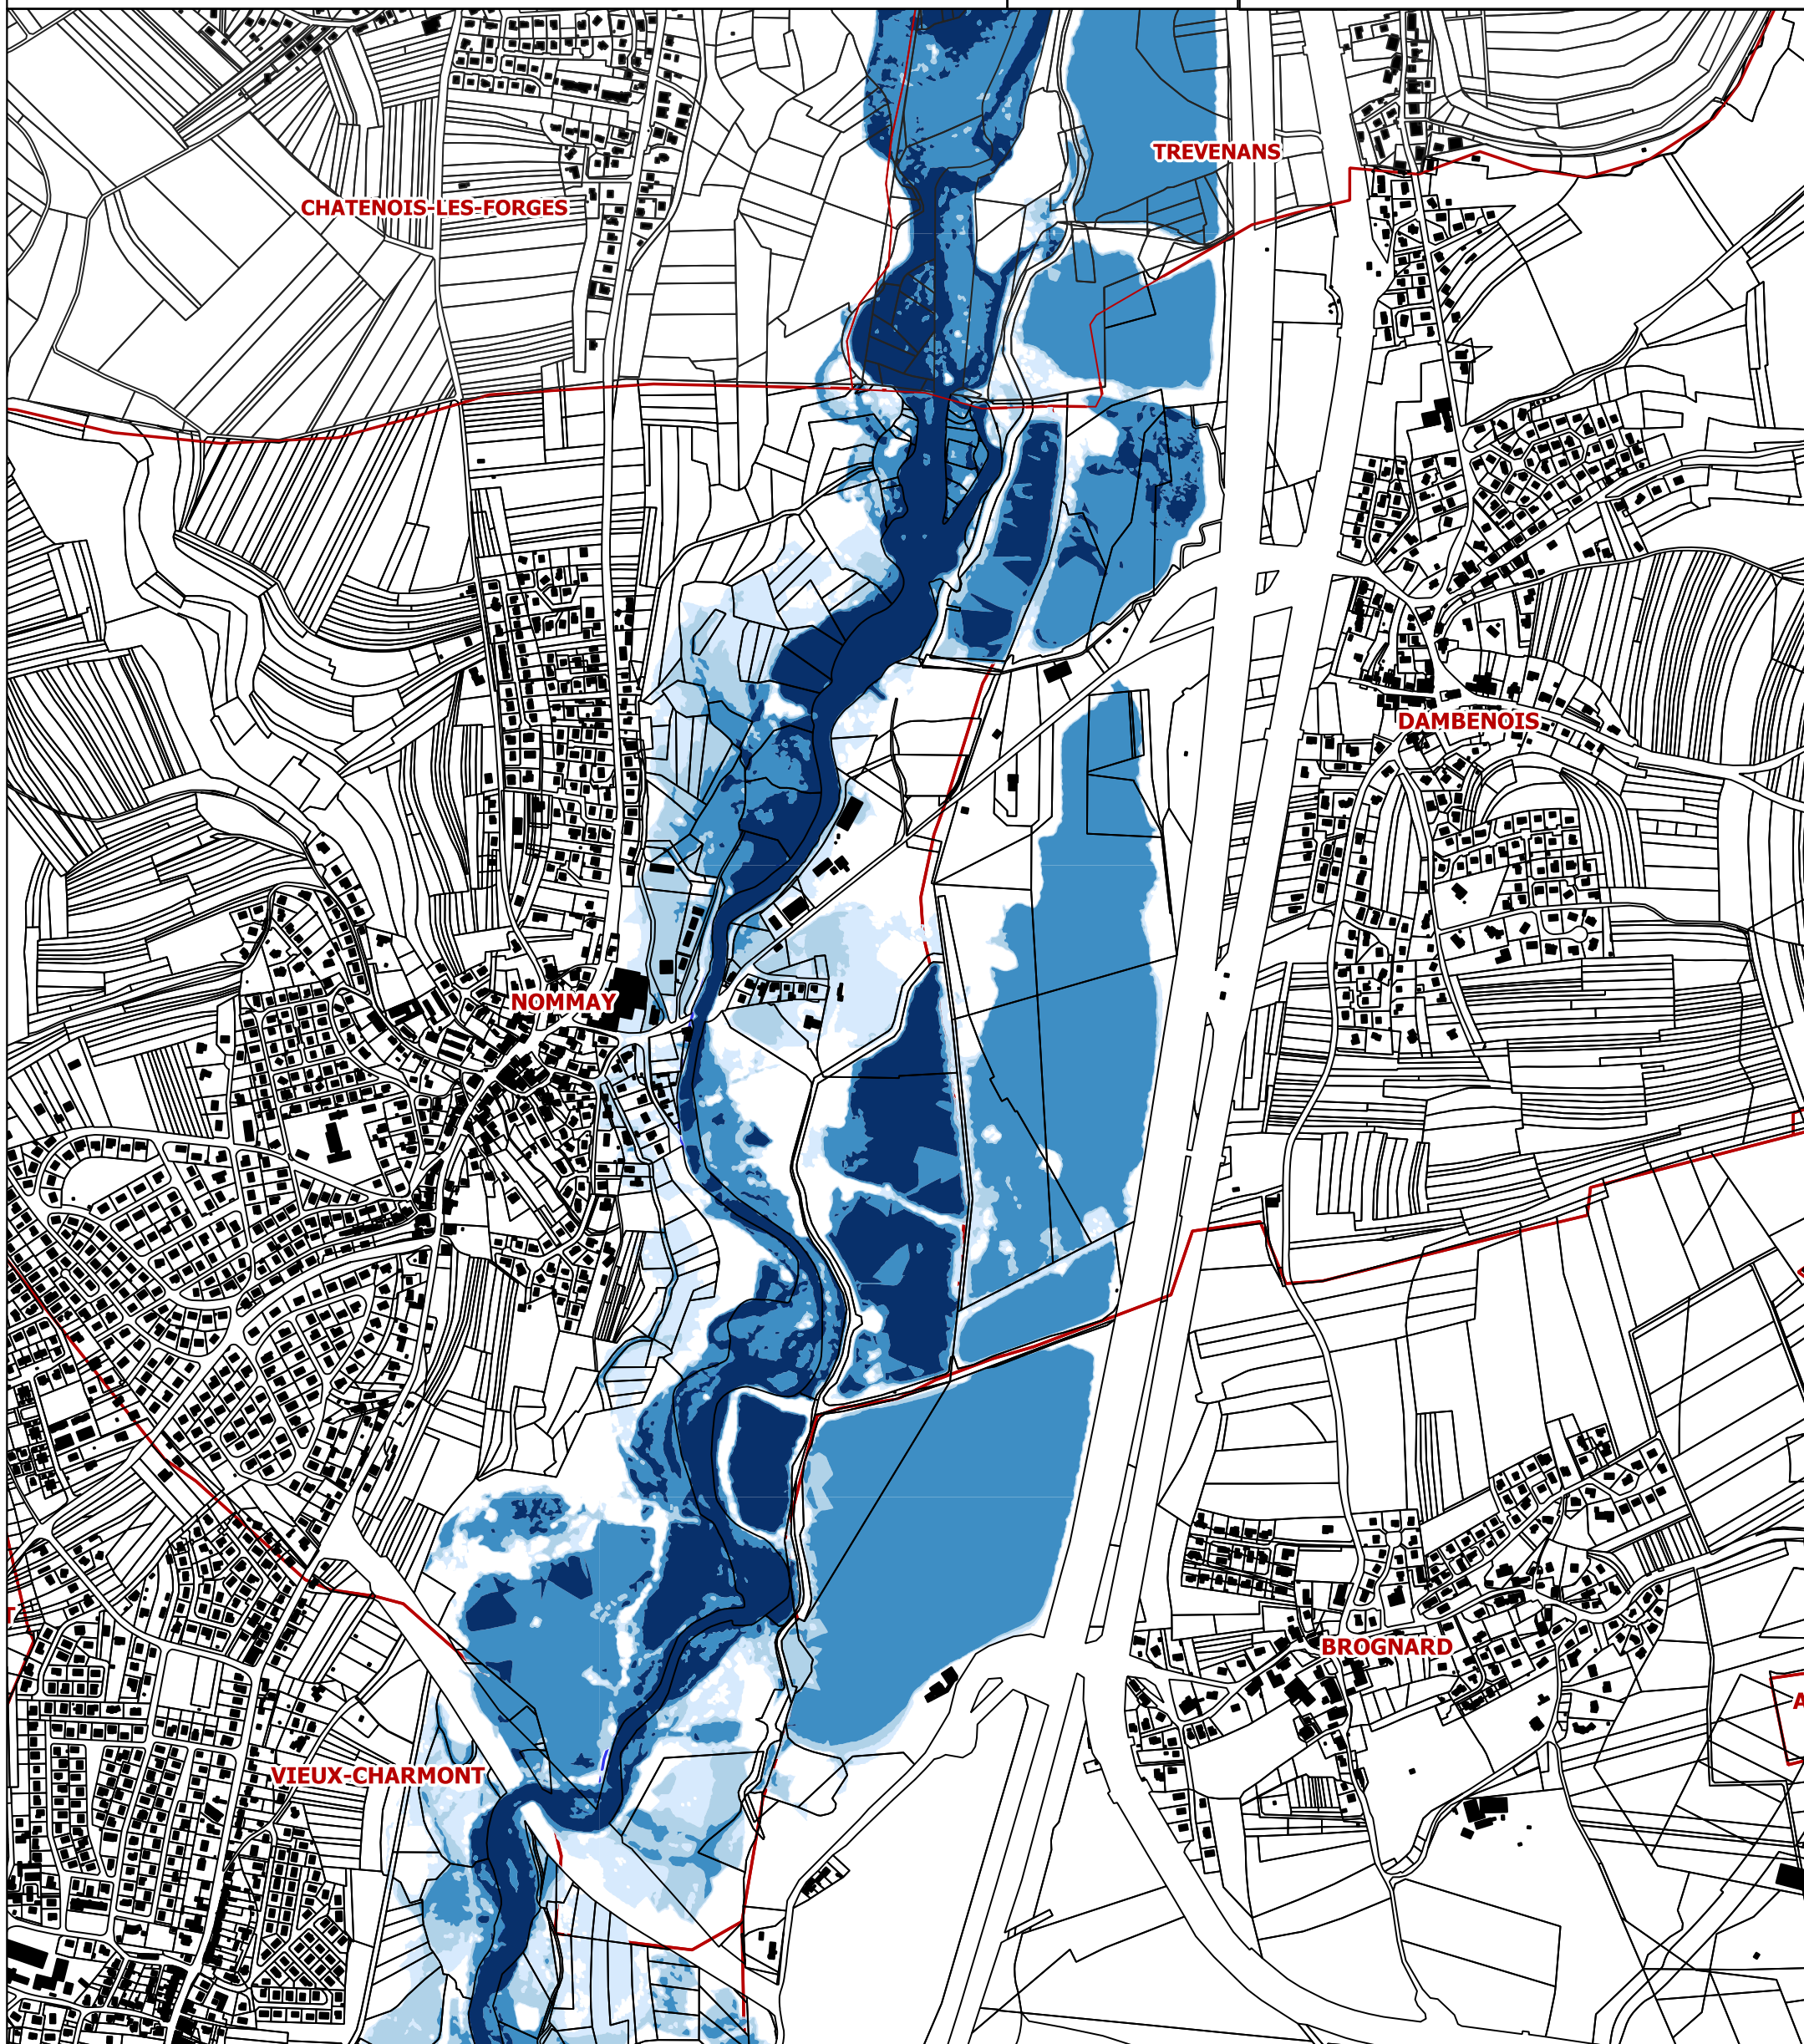 TREVENANS
CHATENOIS-LES-FORGES
DAMBENOIS
NOMMAY
BROGNARD
VIEUX-CHARMONT
T
A